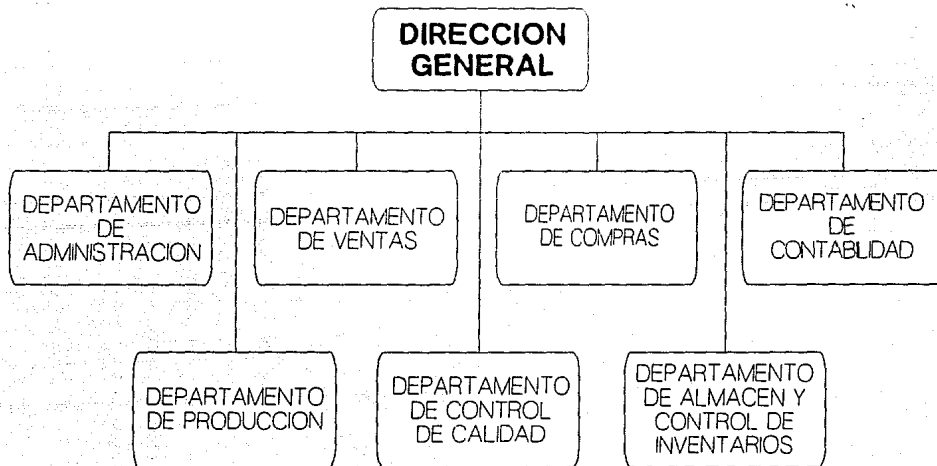 DIRECCION
GENERAL
DEPARTAMENTO
DE
ADMINISTRACION
DEPARTAMENTO
DE VENTAS
DEPARTAMENTO
DE COMPRAS
DEPARTAMENTO
DE
CONTABILIDAD
DEPARTAMENTO
DE PRODUCCION
DEPARTAMENTO
DE CONTROL
DE CALIDAD
DEPARTAMENTO
DE ALMACEN Y
CONTROL DE
INVENTARIOS